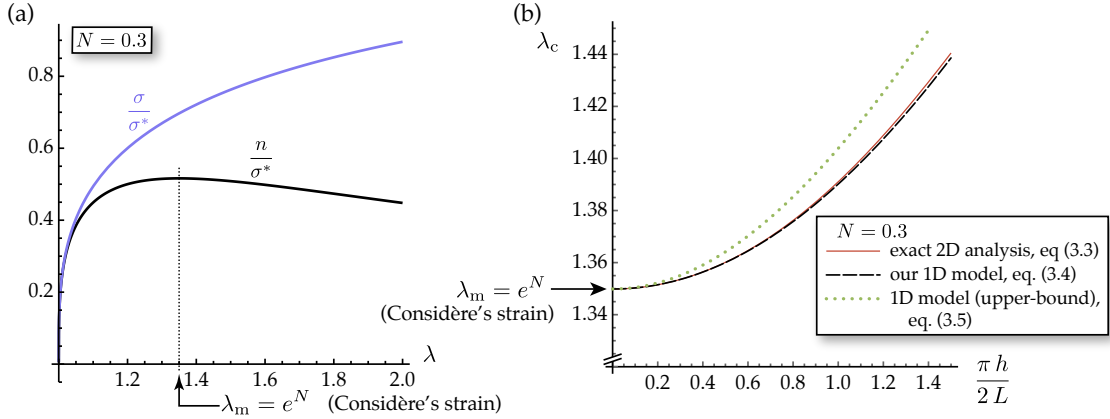 (a)
N = 0.3
0.8
0.6
0.4
0.2
σ/σ*
n/σ*
λ
1.2 1.4 1.6 1.8 2.0
λm = e^N (Considère's strain)
(b)
λc
1.44
1.42
1.40
1.38
1.36
1.34
λm = e^N
(Considère's strain)
N = 0.3
exact 2D analysis, eq (3.3)
our 1D model, eq. (3.4)
1D model (upper-bound),
eq. (3.5)
0.2 0.4 0.6 0.8 1.0 1.2 1.4
π h
2 L